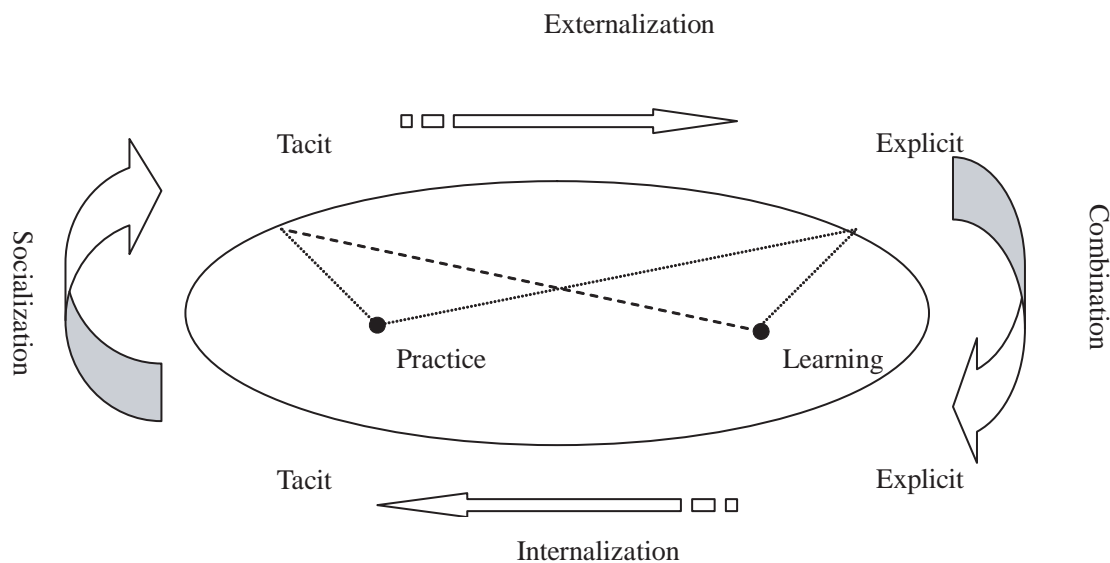 Externalization
Tacit
Explicit
Socialization
Combination
Practice
Learning
Tacit
Explicit
Internalization